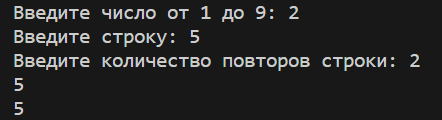 Введите число от 1 до 9: 2
Введите строку: 5
Введите количество повторов строки: 2
5
5